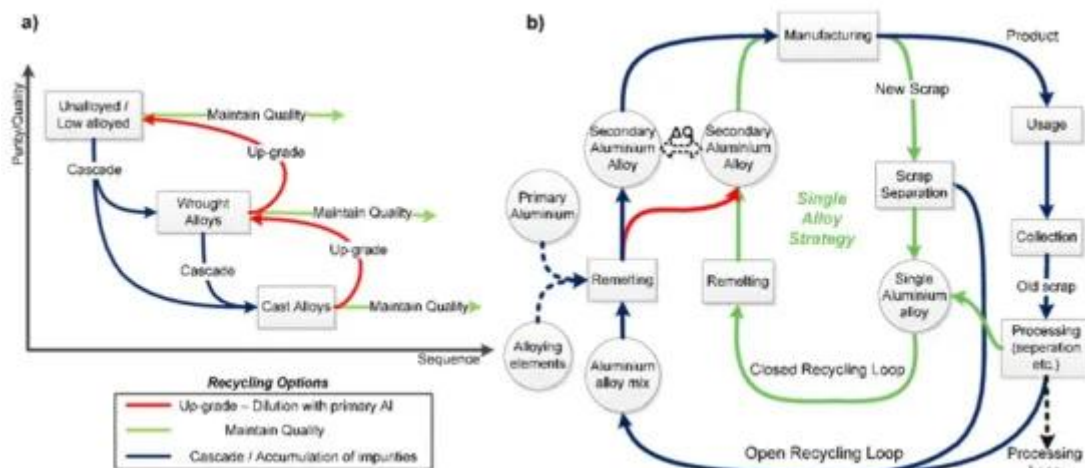 a)
Purity/Quality
Unalloyed /
Low alloyed
Maintain Quality
Up-grade
Cascade
Wrought
Alloys
Maintain Quality
Up-grade
Cascade
Cast Alloys
Maintain Quality
Sequence
Recycling Options
Up-grade – Dilution with primary Al
Maintain Quality
Cascade / Accumulation of impurities
b)
Manufacturing
Product
New Scrap
Usage
Secondary
Aluminium
Alloy
ΔQ
Secondary
Aluminium
Alloy
Scrap
Separation
Primary
Aluminium
Single
Alloy
Strategy
Collection
Remelting
Remelting
Single
Aluminium
alloy
Old scrap
Processing
(seperation
etc.)
Alloying
elements
Aluminium
alloy mix
Closed Recycling Loop
Open Recycling Loop
Processing